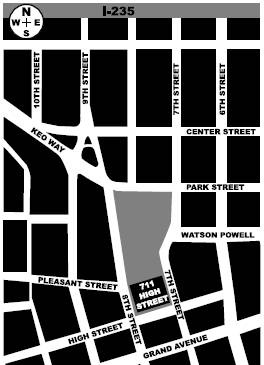 N
W E
S
I-235
10TH STREET
9TH STREET
7TH STREET
6TH STREET
CENTER STREET
KEO WAY
PARK STREET
WATSON POWELL
PLEASANT STREET
711
HIGH
STREET
8TH STREET
7TH STREET
HIGH STREET
GRAND AVENUE